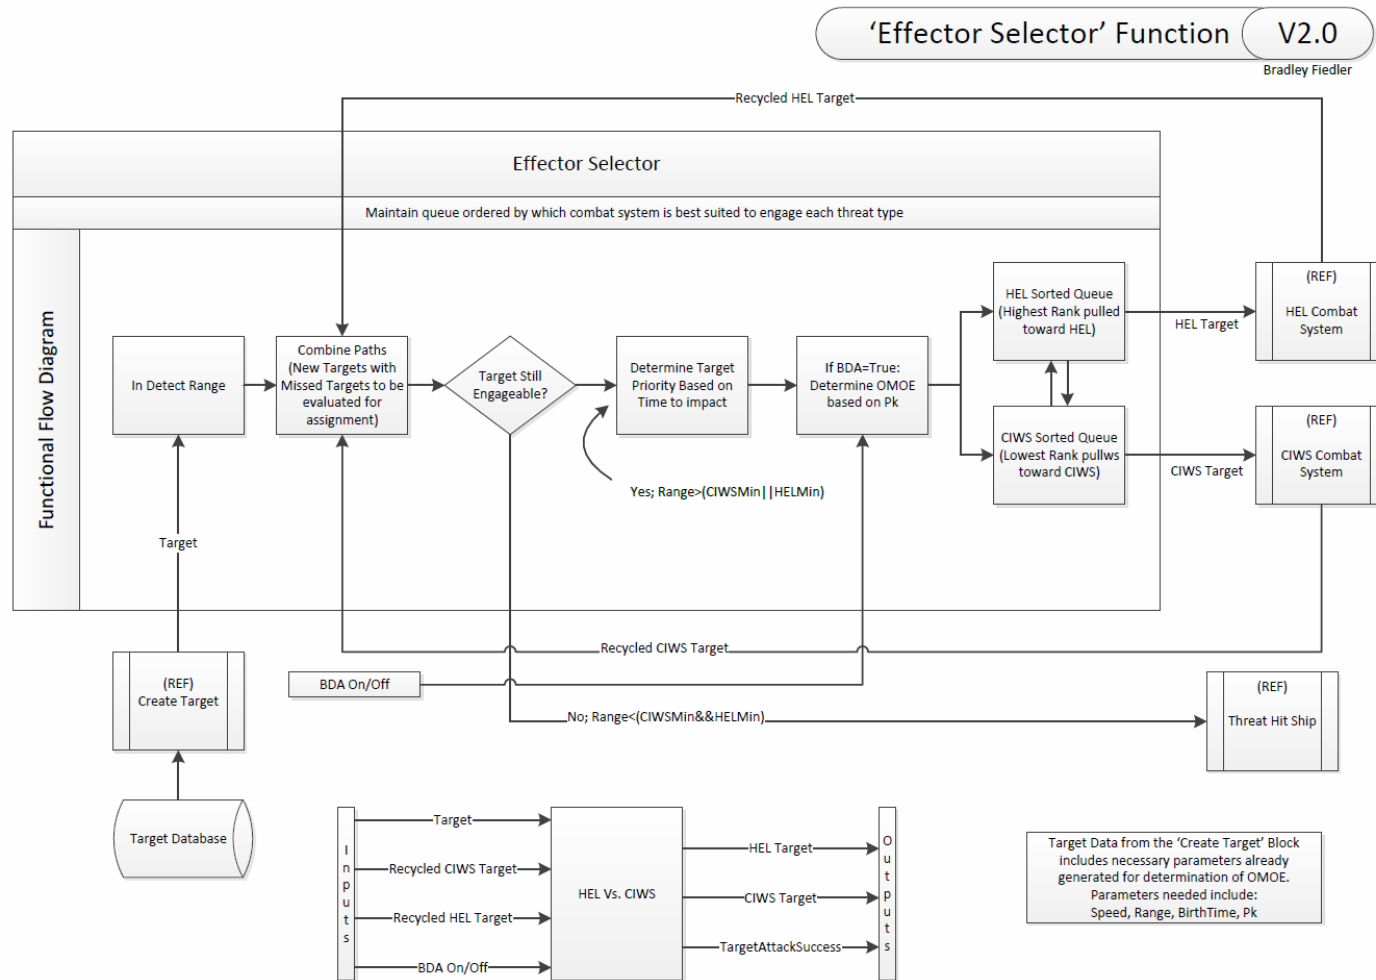 'Effector Selector' Function
V2.0
Bradley Fiedler
Recycled HEL Target
Effector Selector
Maintain queue ordered by which combat system is best suited to engage each threat type
Functional Flow Diagram
In Detect Range
Combine Paths
(New Targets with
Missed Targets to be
evaluated for
assignment)
Target Still
Engageable?
Determine Target
Priority Based on
Time to impact
If BDA=True:
Determine OMOE
based on Pk
HEL Sorted Queue
(Highest Rank pulled
toward HEL)
HEL Target
(REF)
HEL Combat
System
CIWS Sorted Queue
(Lowest Rank pullws
toward CIWS)
CIWS Target
(REF)
CIWS Combat
System
Yes; Range>(CIWSMin||HELMin)
Target
Recycled CIWS Target
(REF)
Create Target
BDA On/Off
No; Range<(CIWSMin&&HELMin)
(REF)
Threat Hit Ship
Target Database
Inputs
Target
Recycled CIWS Target
Recycled HEL Target
BDA On/Off
HEL Vs. CIWS
HEL Target
CIWS Target
TargetAttackSuccess
Outputs
Target Data from the 'Create Target' Block
includes necessary parameters already
generated for determination of OMOE.
Parameters needed include:
Speed, Range, BirthTime, Pk